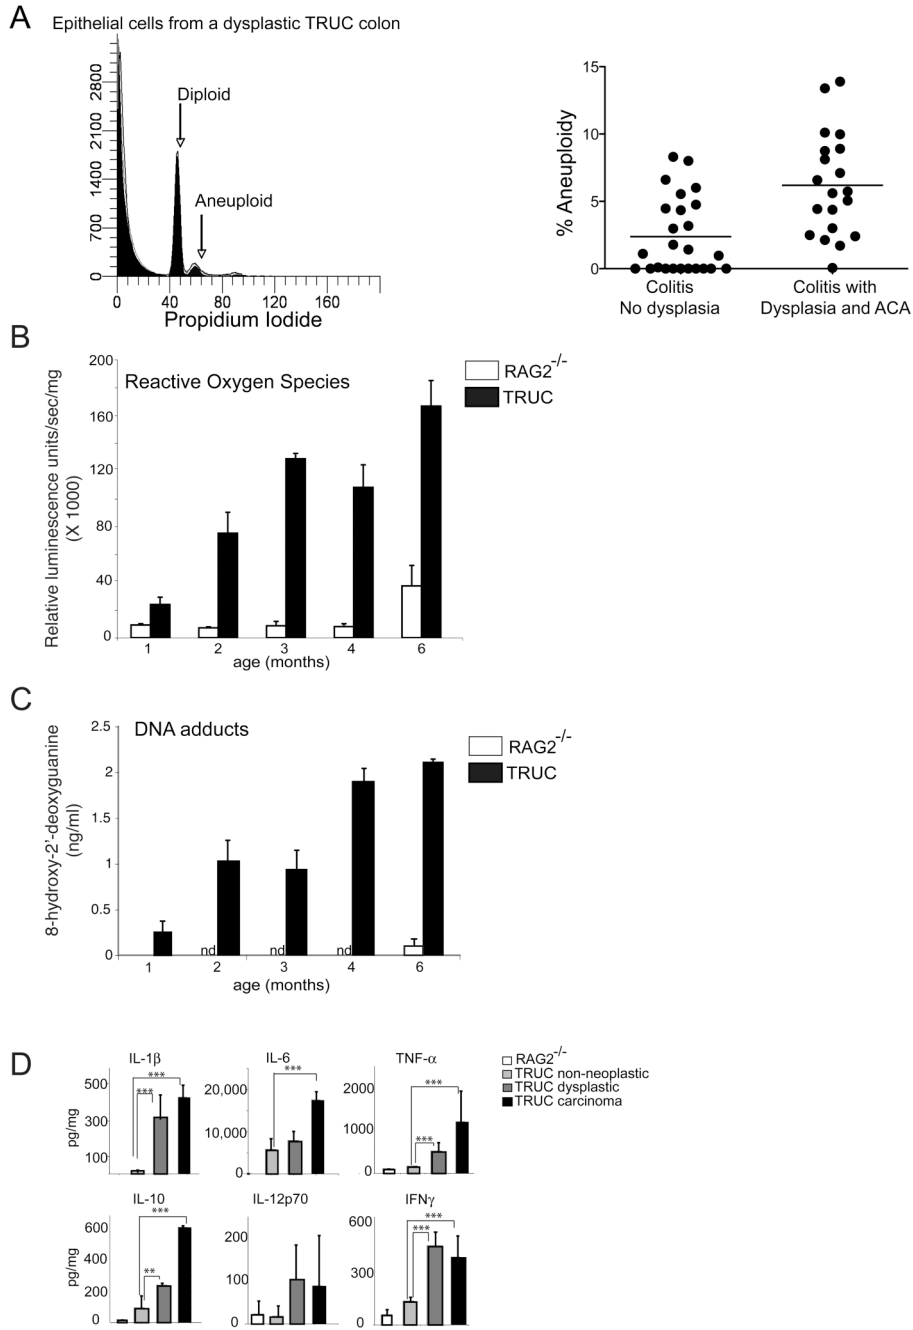 A
Epithelial cells from a dysplastic TRUC colon
Diploid
Aneuploid
2800
2100
1400
700
0
0 40 80 120 160
Propidium Iodide
% Aneuploidy
15
10
5
0
Colitis
No dysplasia
Colitis with
Dysplasia and ACA
B
Reactive Oxygen Species
RAG2-/-
TRUC
Relative luminescence units/sec/mg
(X 1000)
200
160
120
80
40
0
1 2 3 4 6
age (months)
C
DNA adducts
RAG2-/-
TRUC
8-hydroxy-2’-deoxyguanine
(ng/ml)
2.5
2
1.5
1
0.5
0
nd nd nd
1 2 3 4 6
age (months)
D
RAG2-/-
TRUC non-neoplastic
TRUC dysplastic
TRUC carcinoma
IL-1β
pg/mg
500
300
100
***
***
IL-6
20,000
10,000
0
***
TNF-α
2000
1000
0
***
***
IL-10
pg/mg
600
400
200
0
***
**
IL-12p70
200
100
0
IFNγ
600
300
0
***
***